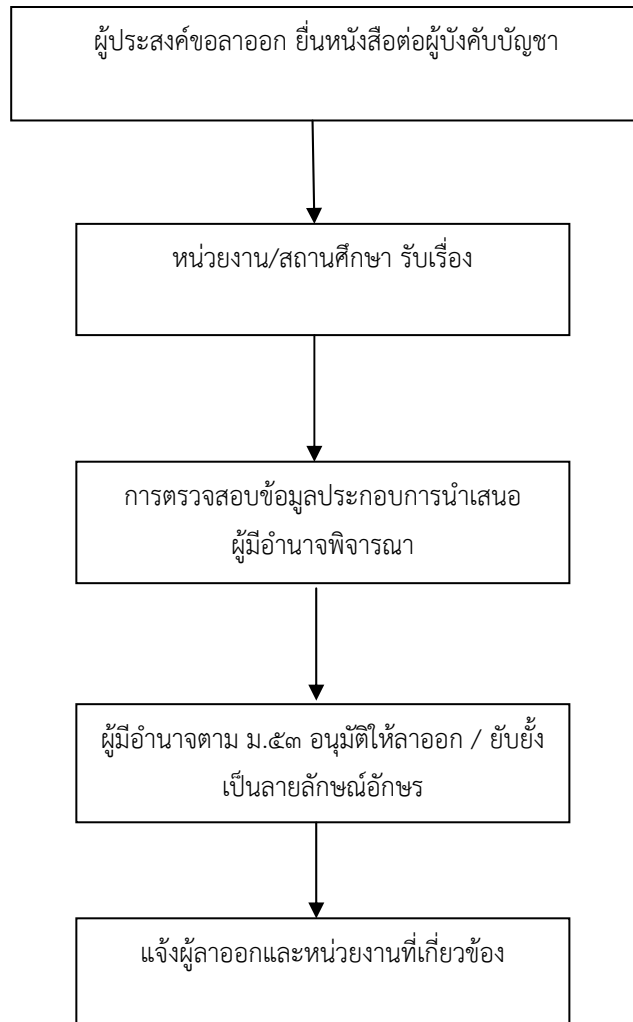 ผู้ประสงค์ขอลาออก ยื่นหนังสือต่อผู้บังคับบัญชา
หน่วยงาน/สถานศึกษา รับเรื่อง
การตรวจสอบข้อมูลประกอบการนำเสนอ
ผู้มีอำนาจพิจารณา
ผู้มีอำนาจตาม ม.๕๓ อนุมัติให้ลาออก / ยับยั้ง
เป็นลายลักษณ์อักษร
แจ้งผู้ลาออกและหน่วยงานที่เกี่ยวข้อง